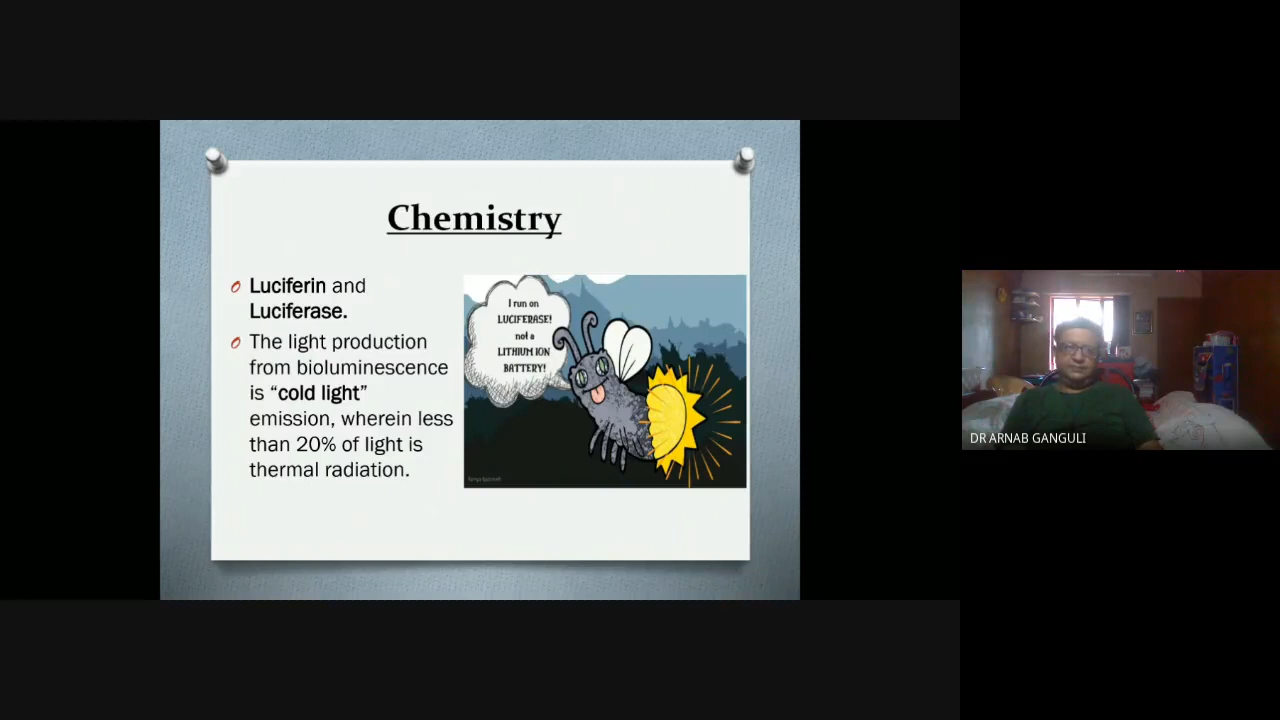 Chemistry
Luciferin and
Luciferase.
The light production
from bioluminescence
is “cold light”
emission, wherein less
than 20% of light is
thermal radiation.
I run on
LUCIFERASE!
not a
LITHIUM ION
BATTERY!
DR ARNAB GANGULI